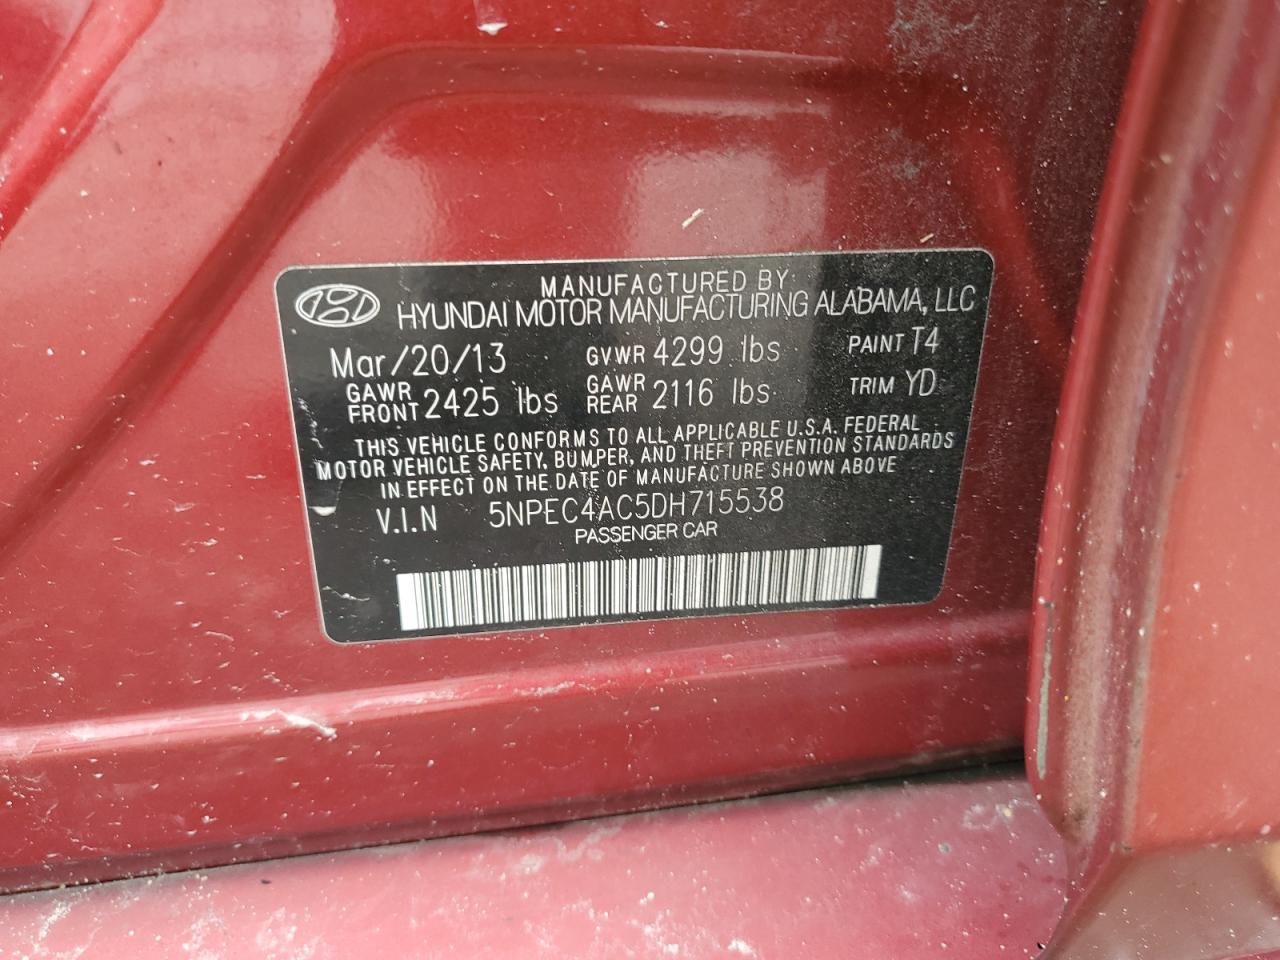 MANUFACTURED BY
HYUNDAI MOTOR MANUFACTURING ALABAMA, LLC
Mar/20/13 GVWR 4299 lbs PAINT T4
GAWR FRONT 2425 lbs GAWR REAR 2116 lbs TRIM YD
THIS VEHICLE CONFORMS TO ALL APPLICABLE U.S.A. FEDERAL
MOTOR VEHICLE SAFETY, BUMPER, AND THEFT PREVENTION STANDARDS
IN EFFECT ON THE DATE OF MANUFACTURE SHOWN ABOVE
V.I.N 5NPEC4AC5DH715538
PASSENGER CAR